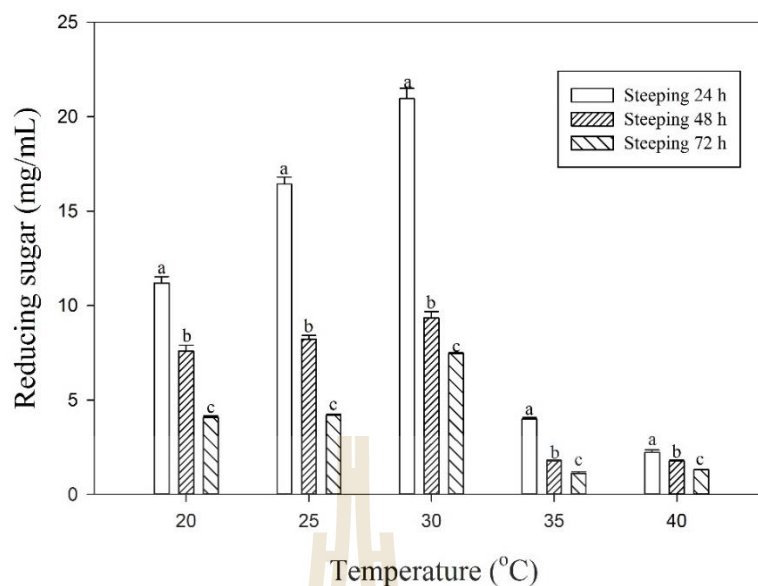 25
20
15
10
5
0
Reducing sugar (mg/mL)
Steeping 24 h
Steeping 48 h
Steeping 72 h
a
b
c
a
b
c
a
b
c
a
b
c
a
b
c
20 25 30 35 40
Temperature (°C)